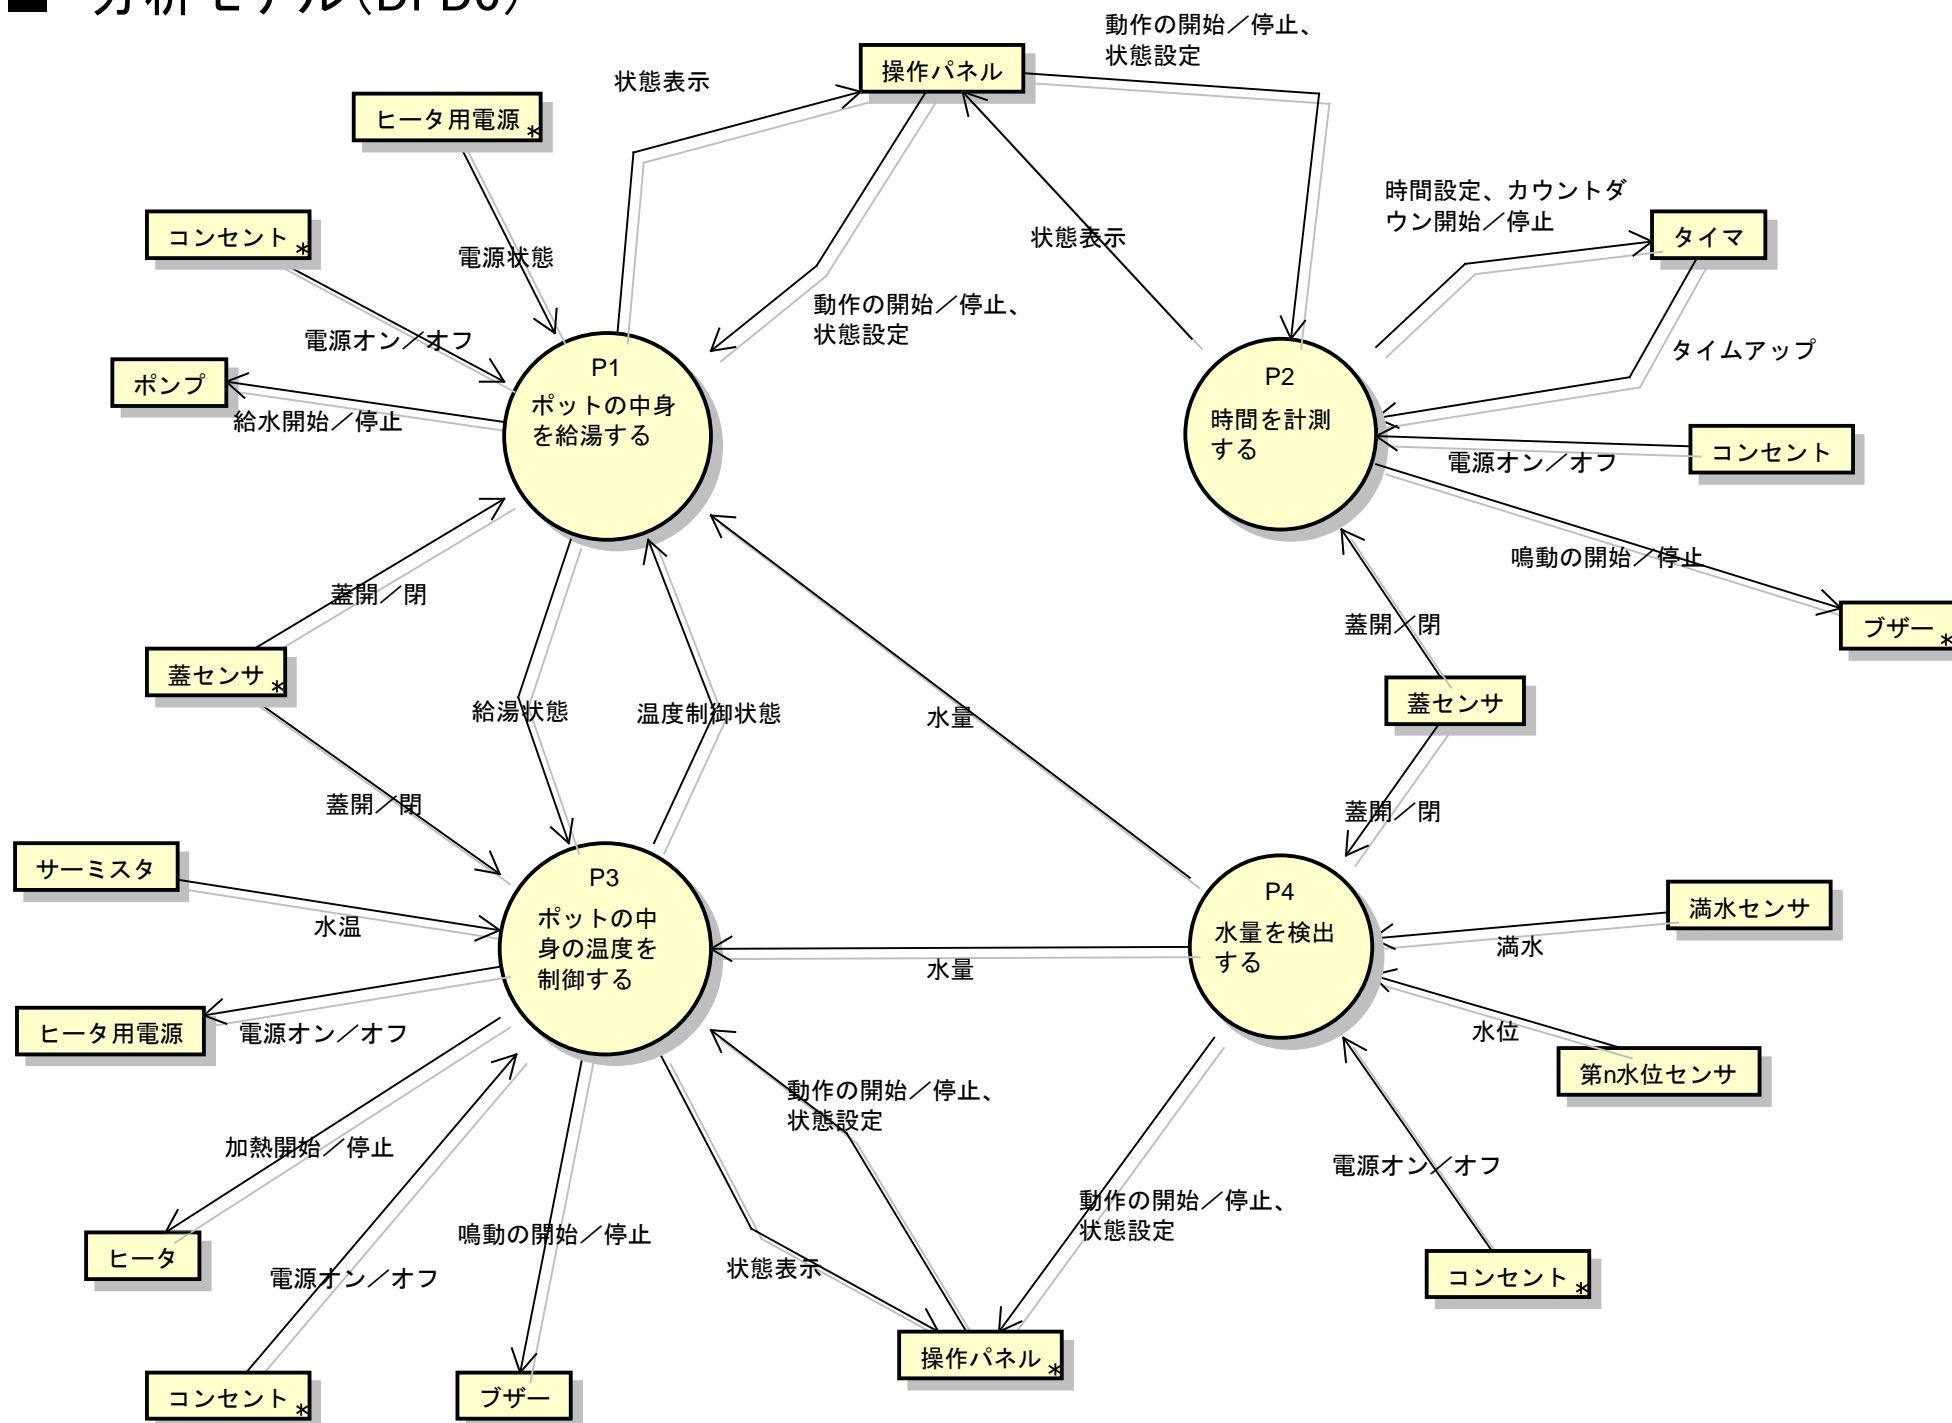 ■ 分析モデル(DFD0)
動作の開始／停止、
状態設定
操作パネル
状態表示
ヒータ用電源*
時間設定、カウントダ
ウン開始／停止
コンセント*
状態表示
タイマ
電源状態
動作の開始／停止、
状態設定
電源オン／オフ
タイムアップ
P1
ポットの中身
を給湯する
P2
時間を計測
する
ポンプ
給水開始／停止
コンセント
電源オン／オフ
鳴動の開始／停止
蓋開／閉
蓋開／閉
ブザー*
蓋センサ*
蓋センサ
給湯状態
温度制御状態
水量
蓋開／閉
蓋開／閉
サーミスタ
水温
P3
ポットの中
身の温度を
制御する
P4
水量を検出
する
満水センサ
満水
水量
ヒータ用電源
電源オン／オフ
水位
第n水位センサ
動作の開始／停止、
状態設定
加熱開始／停止
電源オン／オフ
動作の開始／停止、
状態設定
ヒータ
鳴動の開始／停止
状態表示
電源オン／オフ
コンセント*
操作パネル*
コンセント*
ブザー